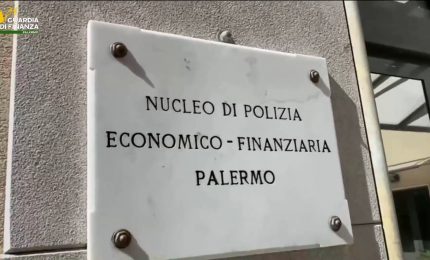 GUARDIA
DI FINANZA
NUCLEO DI POLIZIA
ECONOMICO - FINANZIARIA
PALERMO